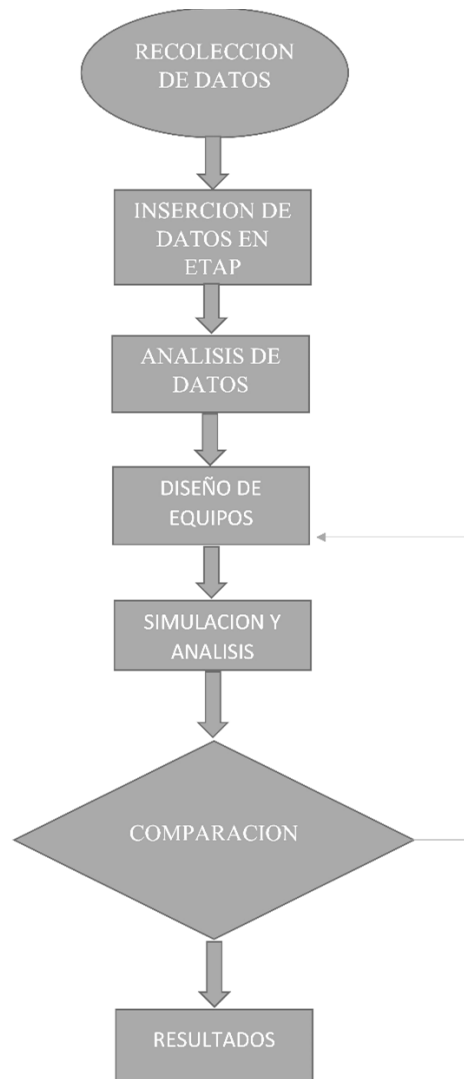 RECOLECCION
DE DATOS
INSERCION DE
DATOS EN
ETAP
ANALISIS DE
DATOS
DISEÑO DE
EQUIPOS
SIMULACION Y
ANALISIS
COMPARACION
RESULTADOS